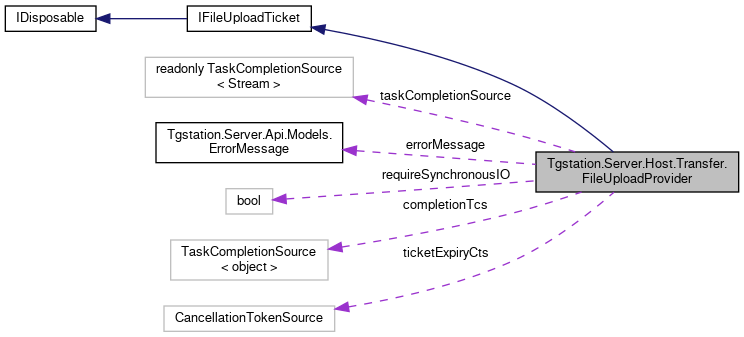 IDisposable
IFileUploadTicket
readonly TaskCompletionSource
< Stream >
taskCompletionSource
Tgstation.Server.Api.Models.
ErrorMessage
errorMessage
Tgstation.Server.Host.Transfer.
FileUploadProvider
requireSynchronousIO
bool
completionTcs
TaskCompletionSource
< object >
ticketExpiryCts
CancellationTokenSource